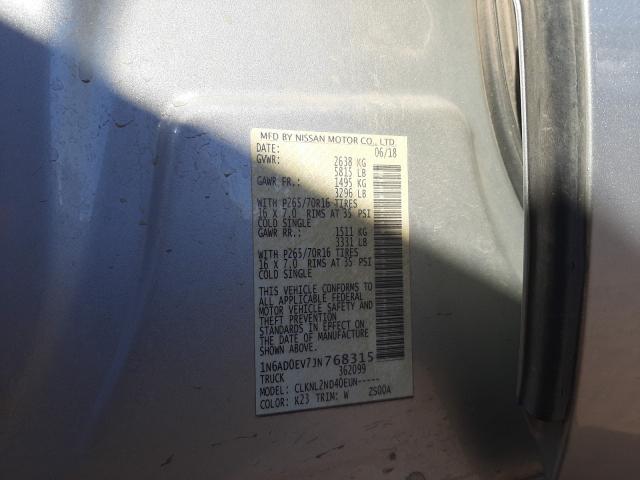 MFD BY NISSAN MOTOR CO., LTD
DATE: 06/18
GVWR: 2638 KG
5815 LB
GAWR FR.: 1495 KG
3296 LB
WITH P265/70R16 TIRES
16 X 7.0 RIMS AT 35 PSI
COLD SINGLE
GAWR RR.: 1511 KG
3331 LB
WITH P265/70R16 TIRES
16 X 7.0 RIMS AT 35 PSI
COLD SINGLE
THIS VEHICLE CONFORMS TO
ALL APPLICABLE FEDERAL
MOTOR VEHICLE SAFETY AND
THEFT PREVENTION
STANDARDS IN EFFECT ON
THE DATE OF MANUFACTURE
SHOWN ABOVE.
1N6AD0EV7JN768315
TRUCK 362099
MODEL: CLKNL2ND40EUN-----
COLOR: K23 TRIM: W 2S00A